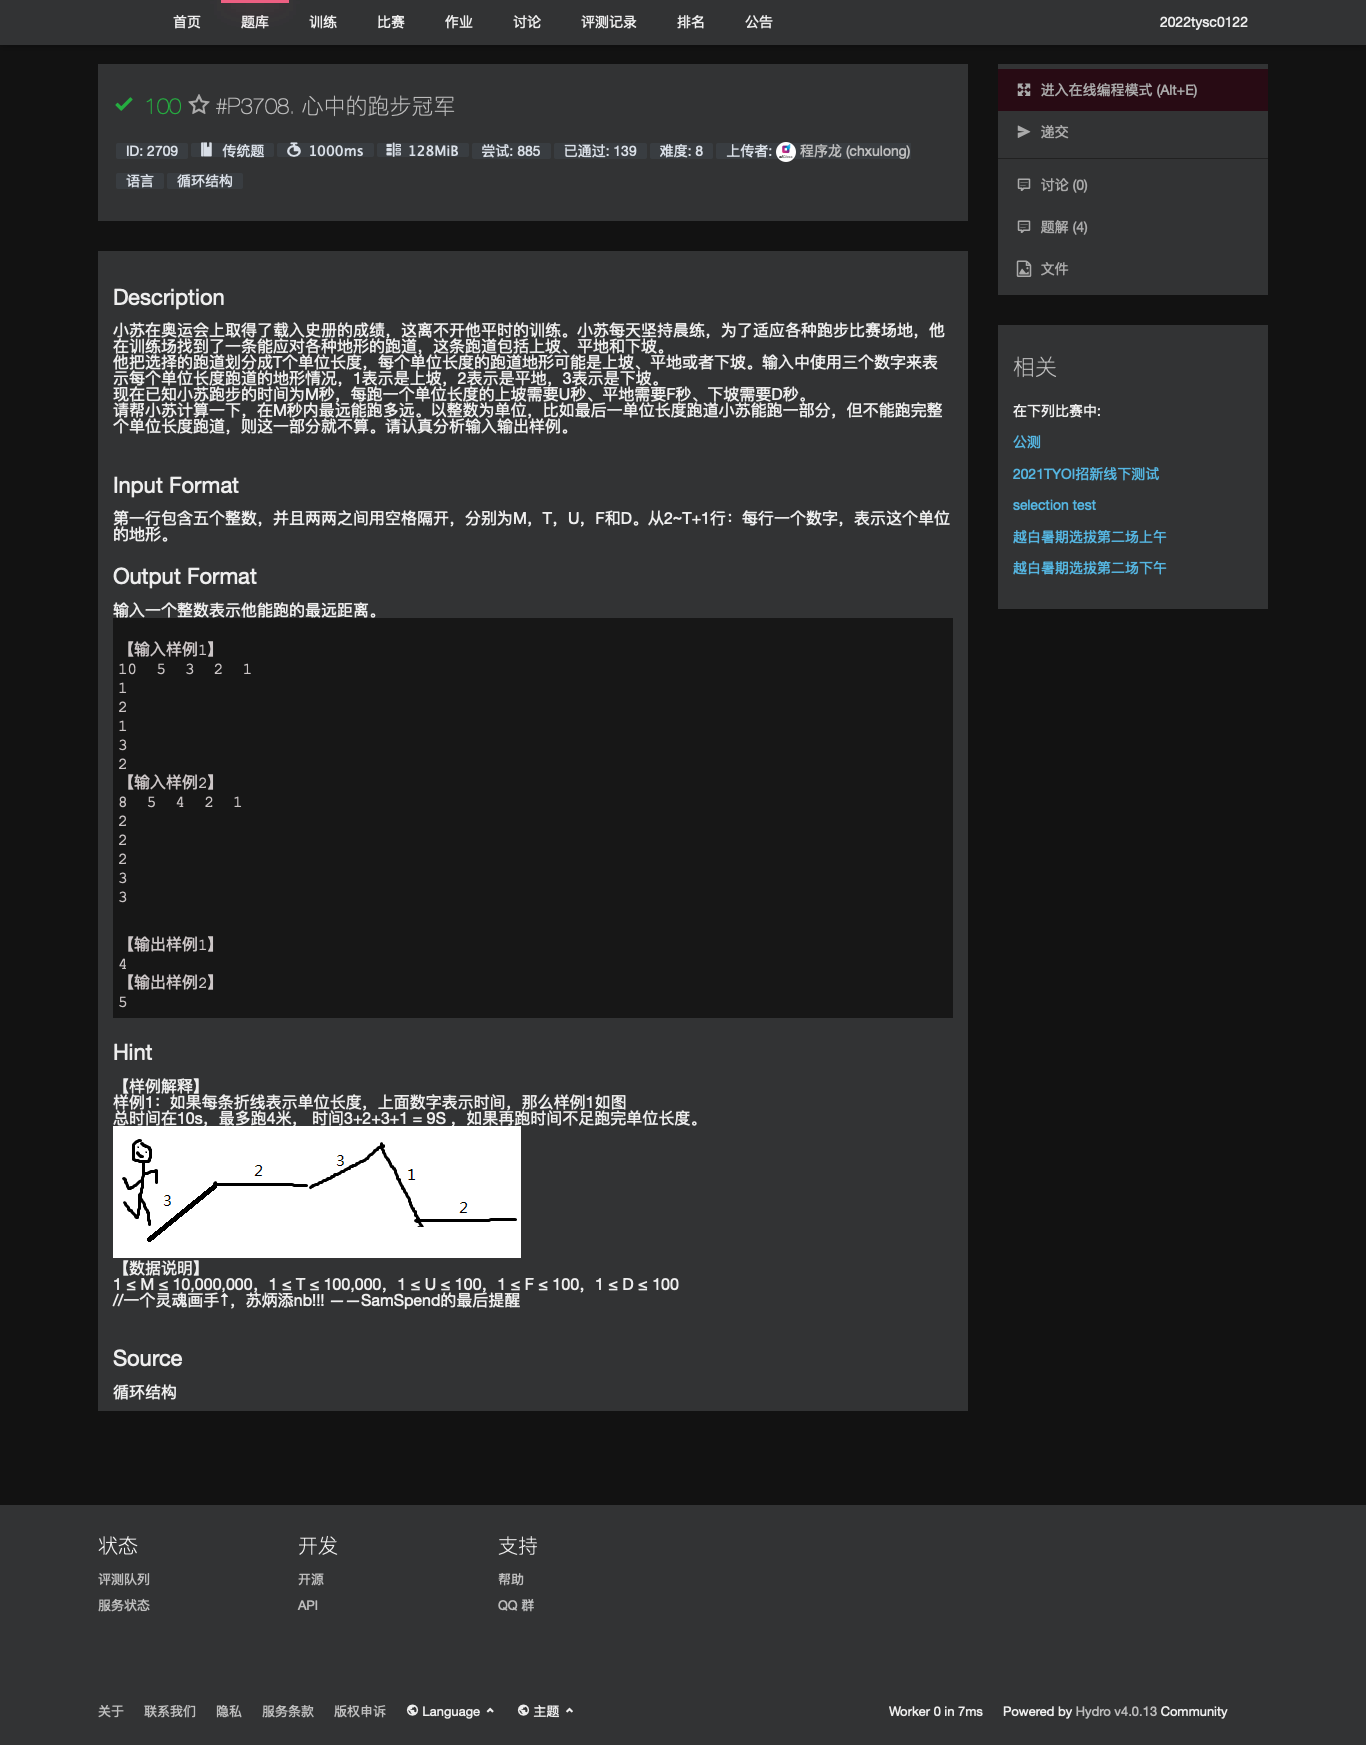 首页 题库 训练 比赛 作业 讨论 评测记录 排名 公告 2022tysc0122
100 #P3708. 心中的跑步冠军
ID: 2709 传统题 1000ms 128MiB 尝试: 885 已通过: 139 难度: 8 上传者: 程序龙 (chxulong)
语言 循环结构
进入在线编程模式 (Alt+E)
递交
讨论 (0)
题解 (4)
文件
相关
在下列比赛中:
公测
2021TYOI招新线下测试
selection test
越白暑期选拔第二场上午
越白暑期选拔第二场下午
Description
小苏在奥运会上取得了载入史册的成绩，这离不开他平时的训练。小苏每天坚持晨练，为了适应各种跑步比赛场地，他
在训练场找到了一条能应对各种地形的跑道，这条跑道包括上坡、平地和下坡。
他把选择的跑道划分成T个单位长度，每个单位长度的跑道地形可能是上坡、平地或者下坡。输入中使用三个数字来表
示每个单位长度跑道的地形情况，1表示是上坡，2表示是平地，3表示是下坡。
现在已知小苏跑步的时间为M秒，每跑一个单位长度的上坡需要U秒、平地需要F秒、下坡需要D秒。
请帮小苏计算一下，在M秒内最远能跑多远。以整数为单位，比如最后一单位长度跑道小苏能跑一部分，但不能跑完整
个单位长度跑道，则这一部分就不算。请认真分析输入输出样例。
Input Format
第一行包含五个整数，并且两两之间用空格隔开，分别为M，T，U，F和D。从2~T+1行：每行一个数字，表示这个单位
的地形。
Output Format
输入一个整数表示他能跑的最远距离。
【输入样例1】
10 5 3 2 1
1
2
1
3
2
【输入样例2】
8 5 4 2 1
2
2
2
3
3
【输出样例1】
4
【输出样例2】
5
Hint
【样例解释】
样例1：如果每条折线表示单位长度，上面数字表示时间，那么样例1如图
总时间在10s，最多跑4米， 时间3+2+3+1 = 9S ，如果再跑时间不足跑完单位长度。
3 2 3 1 2
【数据说明】
1 ≤ M ≤ 10,000,000，1 ≤ T ≤ 100,000，1 ≤ U ≤ 100，1 ≤ F ≤ 100，1 ≤ D ≤ 100
//一个灵魂画手↑，苏炳添nb!!! ——SamSpend的最后提醒
Source
循环结构
状态 开发 支持
评测队列 开源 帮助
服务状态 API QQ 群
关于 联系我们 隐私 服务条款 版权申诉 Language 主题 Worker 0 in 7ms Powered by Hydro v4.0.13 Community